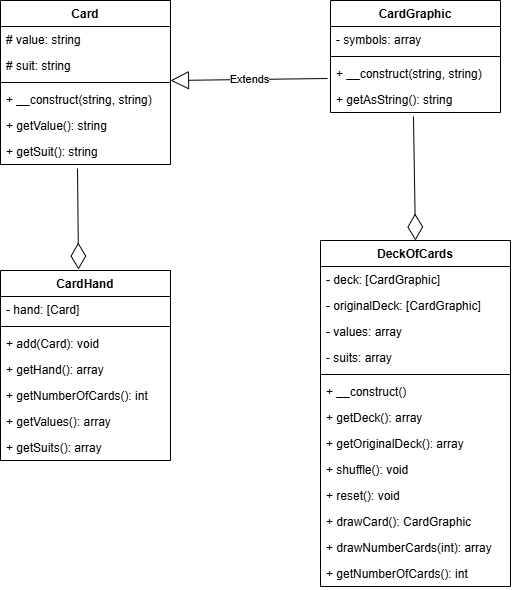 Card
# value: string
# suit: string
+ __construct(string, string)
+ getValue(): string
+ getSuit(): string
Extends
CardGraphic
- symbols: array
+ __construct(string, string)
+ getAsString(): string
CardHand
- hand: [Card]
+ add(Card): void
+ getHand(): array
+ getNumberOfCards(): int
+ getValues(): array
+ getSuits(): array
DeckOfCards
- deck: [CardGraphic]
- originalDeck: [CardGraphic]
- values: array
- suits: array
+ __construct()
+ getDeck(): array
+ getOriginalDeck(): array
+ shuffle(): void
+ reset(): void
+ drawCard(): CardGraphic
+ drawNumberCards(int): array
+ getNumberOfCards(): int